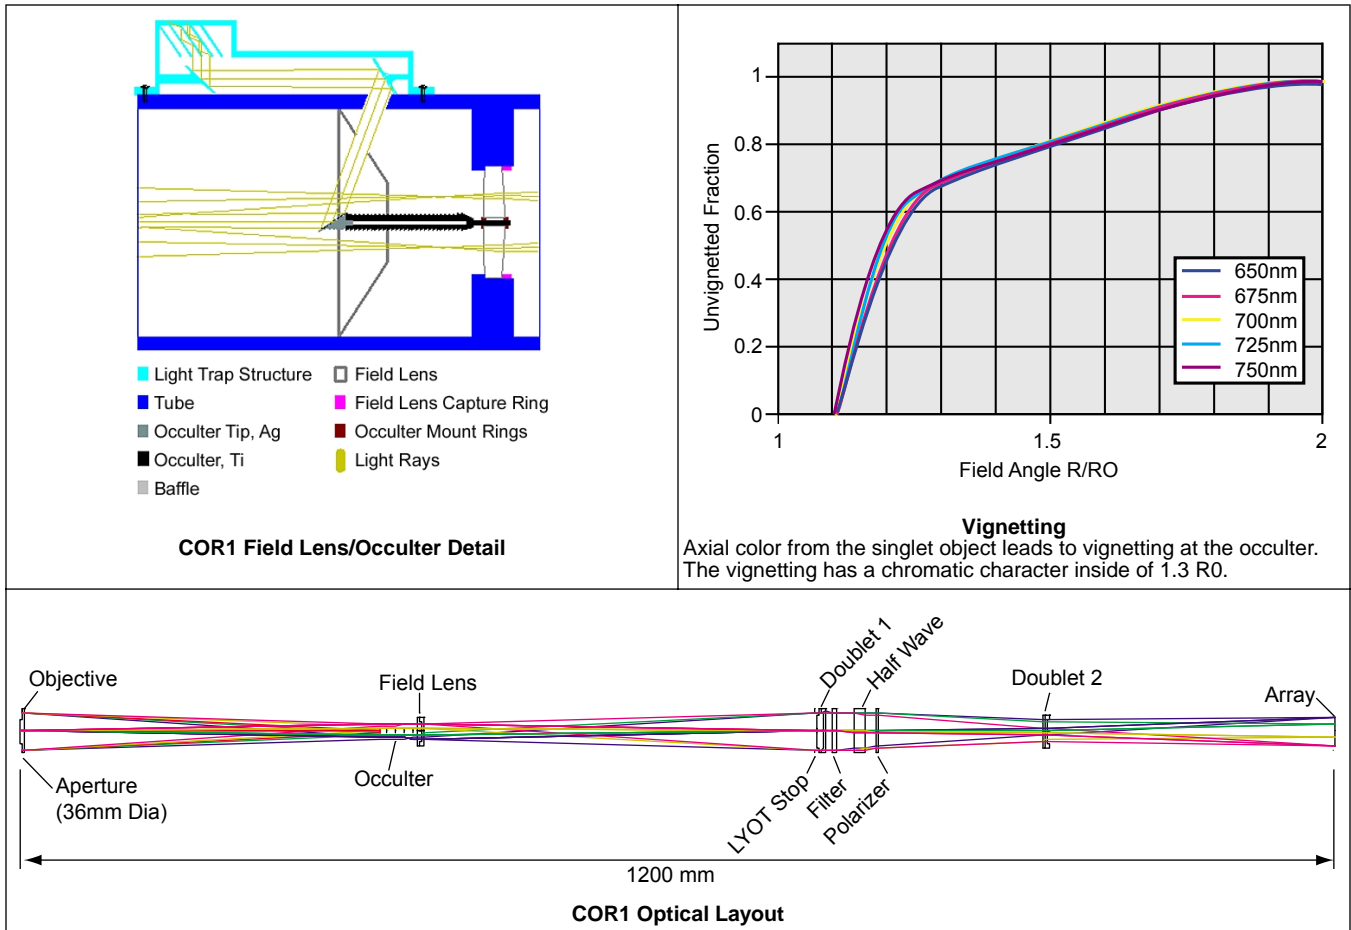 Light Trap Structure
Tube
Occulter Tip, Ag
Occulter, Ti
Baffle
Field Lens
Field Lens Capture Ring
Occulter Mount Rings
Light Rays
COR1 Field Lens/Occulter Detail
Unvignetted Fraction
1
0.8
0.6
0.4
0.2
0
1
1.5
2
650nm
675nm
700nm
725nm
750nm
Field Angle R/RO
Vignetting
Axial color from the singlet object leads to vignetting at the occulter.
The vignetting has a chromatic character inside of 1.3 R0.
Objective
Field Lens
Doublet 1
Half Wave
Doublet 2
Array
Aperture
(36mm Dia)
Occulter
LYOT Stop
Filter
Polarizer
1200 mm
COR1 Optical Layout